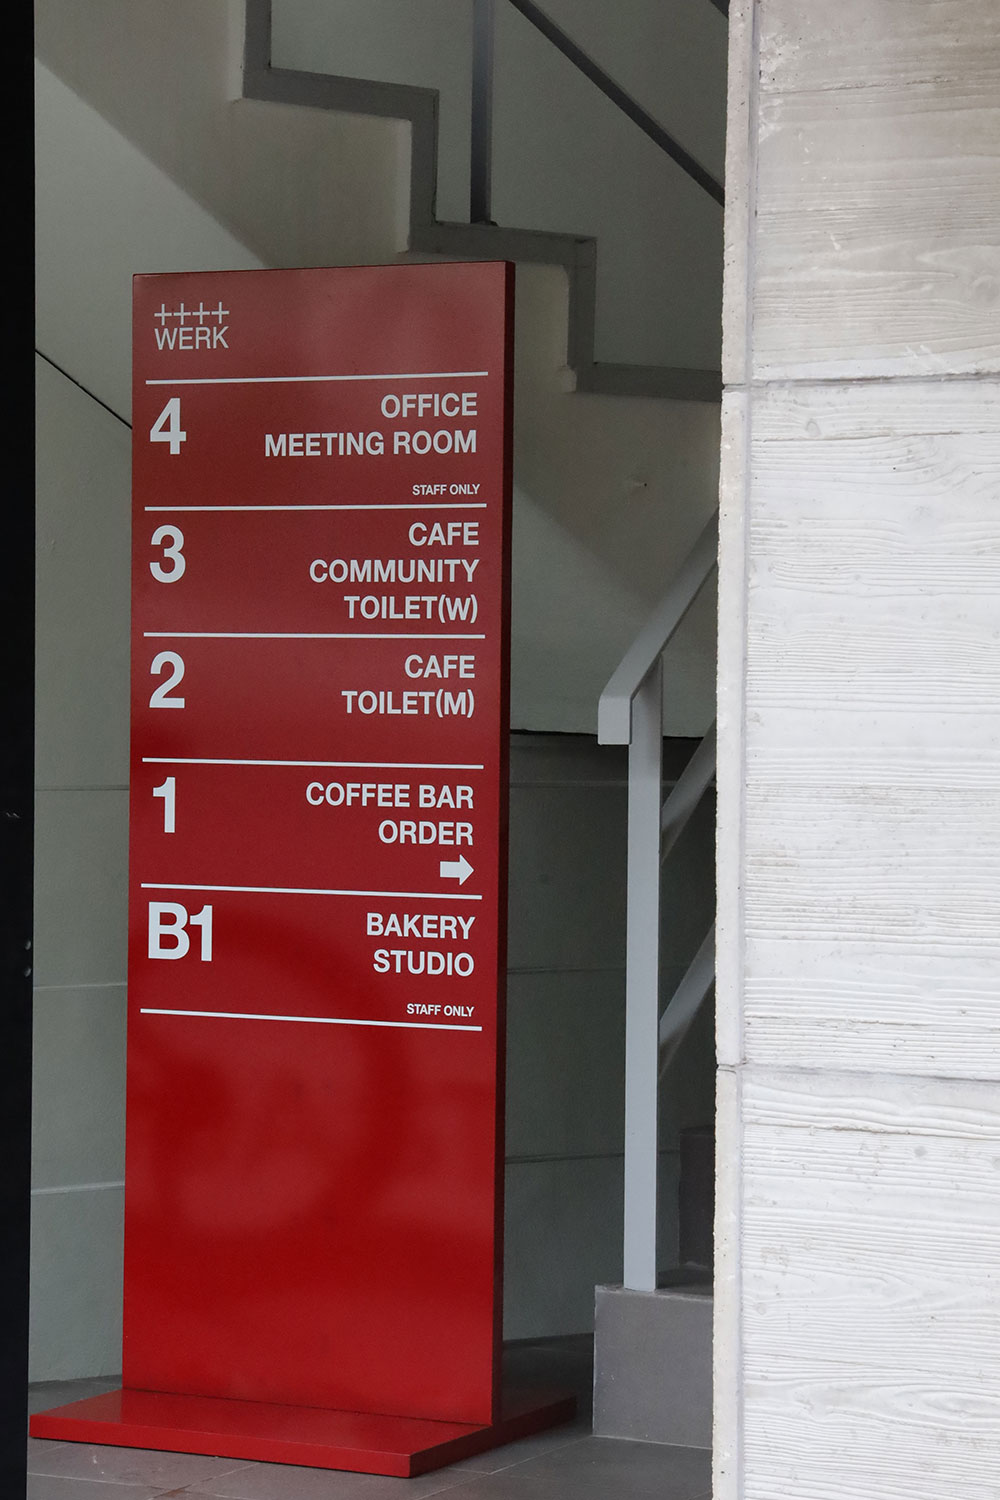 ++++
WERK
4
OFFICE
MEETING ROOM
STAFF ONLY
3
CAFE
COMMUNITY
TOILET(W)
2
CAFE
TOILET(M)
1
COFFEE BAR
ORDER
B1
BAKERY
STUDIO
STAFF ONLY